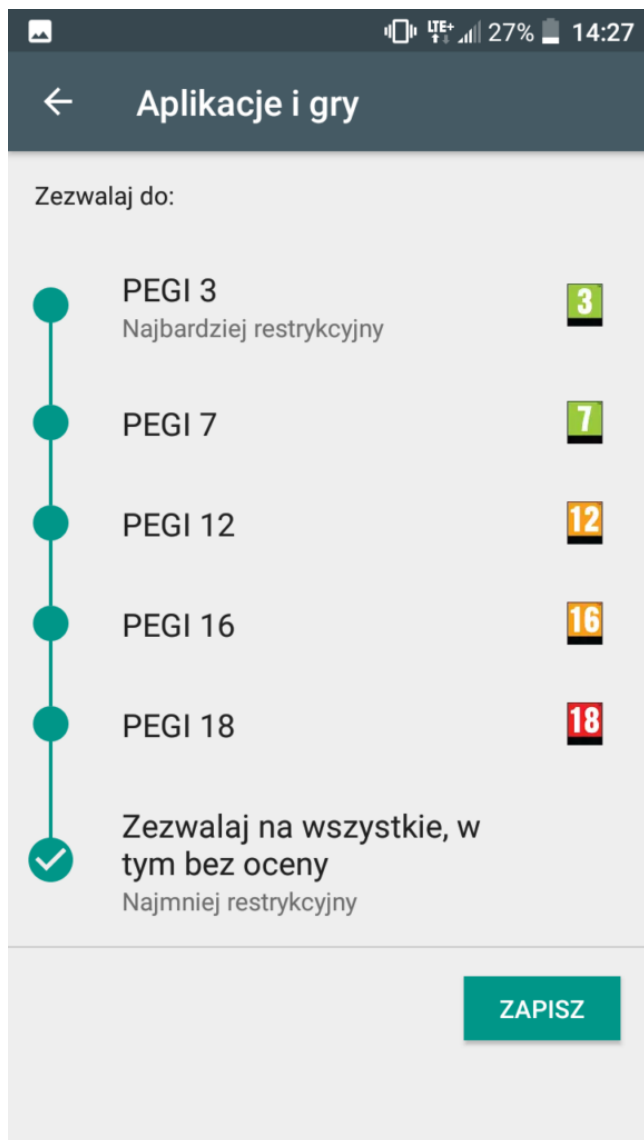 LTE+ 27% 14:27
Aplikacje i gry
Zezwalaj do:
PEGI 3 3
Najbardziej restrykcyjny
PEGI 7 7
PEGI 12 12
PEGI 16 16
PEGI 18 18
Zezwalaj na wszystkie, w
tym bez oceny
Najmniej restrykcyjny
ZAPISZ